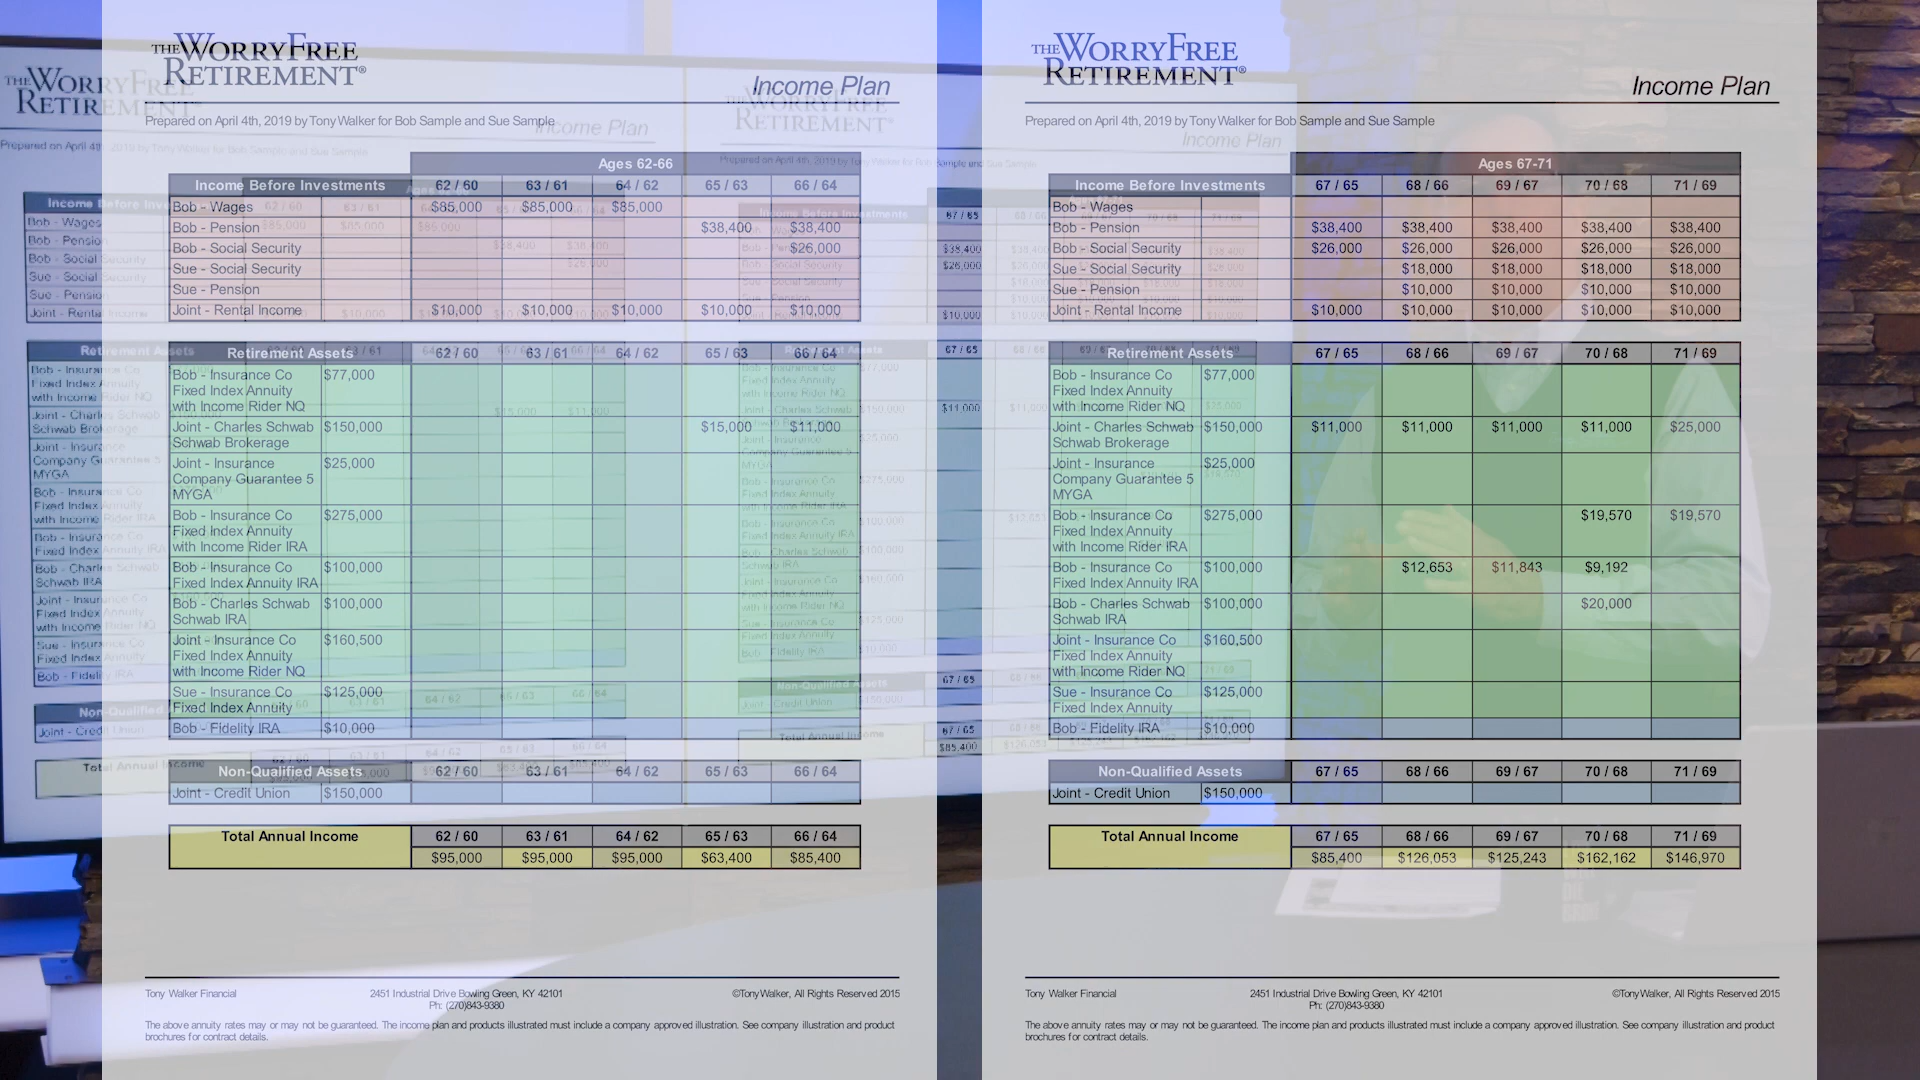 THE WORRYFREE
RETIREMENT®
Income Plan
Prepared on April 4th, 2019 by Tony Walker for Bob Sample and Sue Sample
Ages 62-66
Income Before Investments 62 / 60 63 / 61 64 / 62 65 / 63 66 / 64
Bob - Wages $85,000 $85,000 $85,000
Bob - Pension $38,400 $38,400
Bob - Social Security $26,000
Sue - Social Security
Sue - Pension
Joint - Rental Income $10,000 $10,000 $10,000 $10,000 $10,000
Retirement Assets 62 / 60 63 / 61 64 / 62 65 / 63 66 / 64
Bob - Insurance Co $77,000
Fixed Index Annuity
with Income Rider NQ
Joint - Charles Schwab $150,000 $15,000 $11,000
Schwab Brokerage
Joint - Insurance $25,000
Company Guarantee 5
MYGA
Bob - Insurance Co $275,000
Fixed Index Annuity
with Income Rider IRA
Bob - Insurance Co $100,000
Fixed Index Annuity IRA
Bob - Charles Schwab $100,000
Schwab IRA
Joint - Insurance Co $160,500
Fixed Index Annuity
with Income Rider NQ
Sue - Insurance Co $125,000
Fixed Index Annuity
Bob - Fidelity IRA $10,000
Non-Qualified Assets 62 / 60 63 / 61 64 / 62 65 / 63 66 / 64
Joint - Credit Union $150,000
Total Annual Income 62 / 60 63 / 61 64 / 62 65 / 63 66 / 64
$95,000 $95,000 $95,000 $63,400 $85,400
Tony Walker Financial 2451 Industrial Drive Bowling Green, KY 42101 ©TonyWalker, All Rights Reserved 2015
Ph: (270)843-9380
The above annuity rates may or may not be guaranteed. The income plan and products illustrated must include a company approved illustration. See company illustration and product
brochures for contract details.
THE WORRYFREE
RETIREMENT®
Income Plan
Prepared on April 4th, 2019 by Tony Walker for Bob Sample and Sue Sample
Ages 67-71
Income Before Investments 67 / 65 68 / 66 69 / 67 70 / 68 71 / 69
Bob - Wages
Bob - Pension $38,400 $38,400 $38,400 $38,400 $38,400
Bob - Social Security $26,000 $26,000 $26,000 $26,000 $26,000
Sue - Social Security $18,000 $18,000 $18,000 $18,000
Sue - Pension $10,000 $10,000 $10,000 $10,000
Joint - Rental Income $10,000 $10,000 $10,000 $10,000 $10,000
Retirement Assets 67 / 65 68 / 66 69 / 67 70 / 68 71 / 69
Bob - Insurance Co $77,000
Fixed Index Annuity
with Income Rider NQ
Joint - Charles Schwab $150,000 $11,000 $11,000 $11,000 $11,000 $25,000
Schwab Brokerage
Joint - Insurance $25,000
Company Guarantee 5
MYGA
Bob - Insurance Co $275,000 $19,570 $19,570
Fixed Index Annuity
with Income Rider IRA
Bob - Insurance Co $100,000 $12,653 $11,843 $9,192
Fixed Index Annuity IRA
Bob - Charles Schwab $100,000 $20,000
Schwab IRA
Joint - Insurance Co $160,500
Fixed Index Annuity
with Income Rider NQ
Sue - Insurance Co $125,000
Fixed Index Annuity
Bob - Fidelity IRA $10,000
Non-Qualified Assets 67 / 65 68 / 66 69 / 67 70 / 68 71 / 69
Joint - Credit Union $150,000
Total Annual Income 67 / 65 68 / 66 69 / 67 70 / 68 71 / 69
$85,400 $126,053 $125,243 $162,162 $146,970
Tony Walker Financial 2451 Industrial Drive Bowling Green, KY 42101 ©TonyWalker, All Rights Reserved 2015
Ph: (270)843-9380
The above annuity rates may or may not be guaranteed. The income plan and products illustrated must include a company approved illustration. See company illustration and product
brochures for contract details.